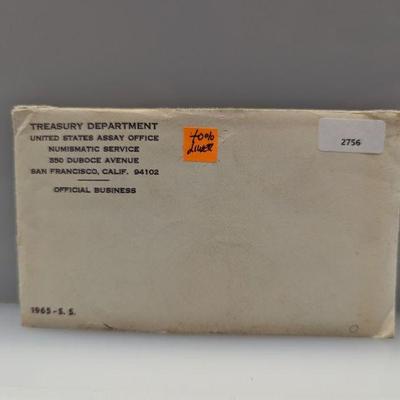 TREASURY DEPARTMENT
UNITED STATES ASSAY OFFICE
NUMISMATIC SERVICE
350 DUBOCE AVENUE
SAN FRANCISCO, CALIF. 94102
OFFICIAL BUSINESS
40%
Silver
2756
1965 - S. S.